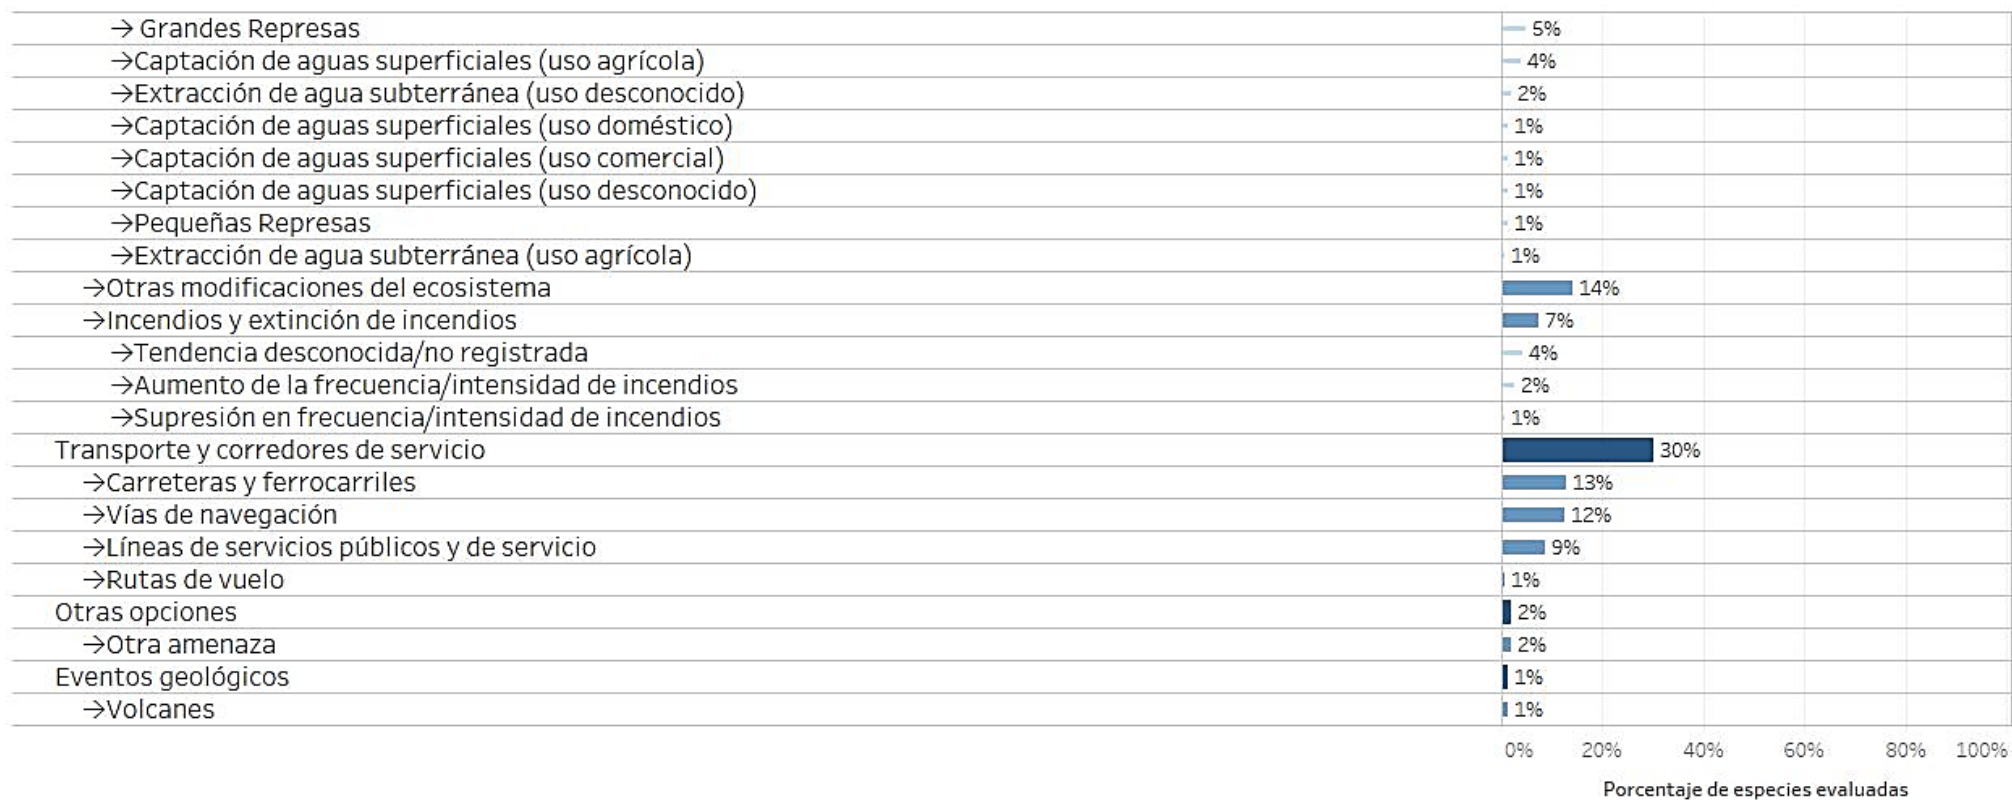 → Grandes Represas 5%
→Captación de aguas superficiales (uso agrícola) 4%
→Extracción de agua subterránea (uso desconocido) 2%
→Captación de aguas superficiales (uso doméstico) 1%
→Captación de aguas superficiales (uso comercial) 1%
→Captación de aguas superficiales (uso desconocido) 1%
→Pequeñas Represas 1%
→Extracción de agua subterránea (uso agrícola) 1%
→Otras modificaciones del ecosistema 14%
→Incendios y extinción de incendios 7%
→Tendencia desconocida/no registrada 4%
→Aumento de la frecuencia/intensidad de incendios 2%
→Supresión en frecuencia/intensidad de incendios 1%
Transporte y corredores de servicio 30%
→Carreteras y ferrocarriles 13%
→Vías de navegación 12%
→Líneas de servicios públicos y de servicio 9%
→Rutas de vuelo 1%
Otras opciones 2%
→Otra amenaza 2%
Eventos geológicos 1%
→Volcanes 1%
0% 20% 40% 60% 80% 100%
Porcentaje de especies evaluadas